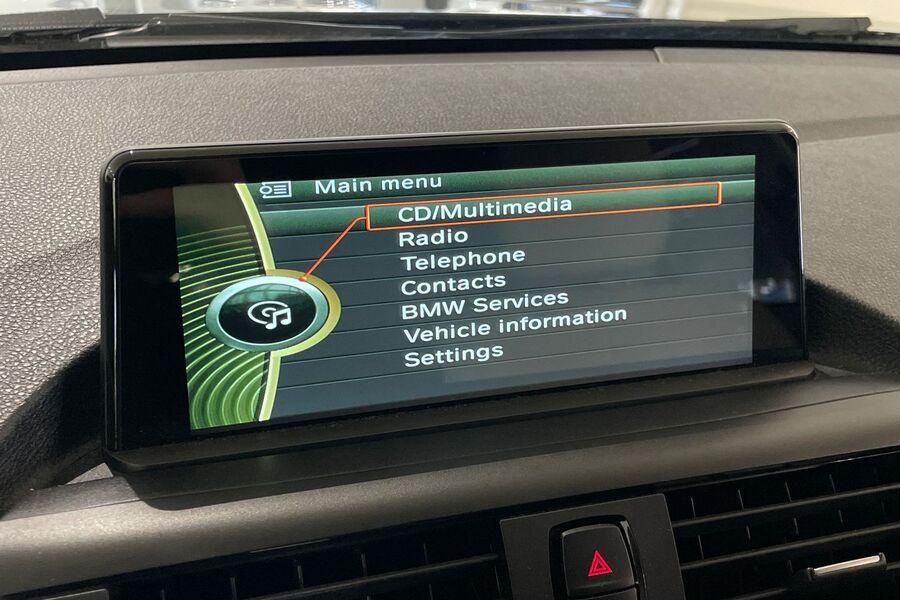 Main menu
CD/Multimedia
Radio
Telephone
Contacts
BMW Services
Vehicle information
Settings